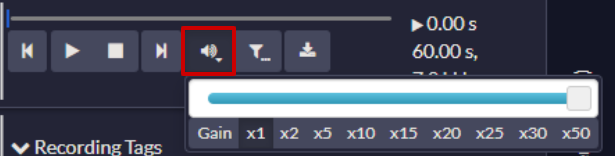 ▶0.00 s
60.00 s,
Gain x1 x2 x5 x10 x15 x20 x25 x30 x50
Recording Tags